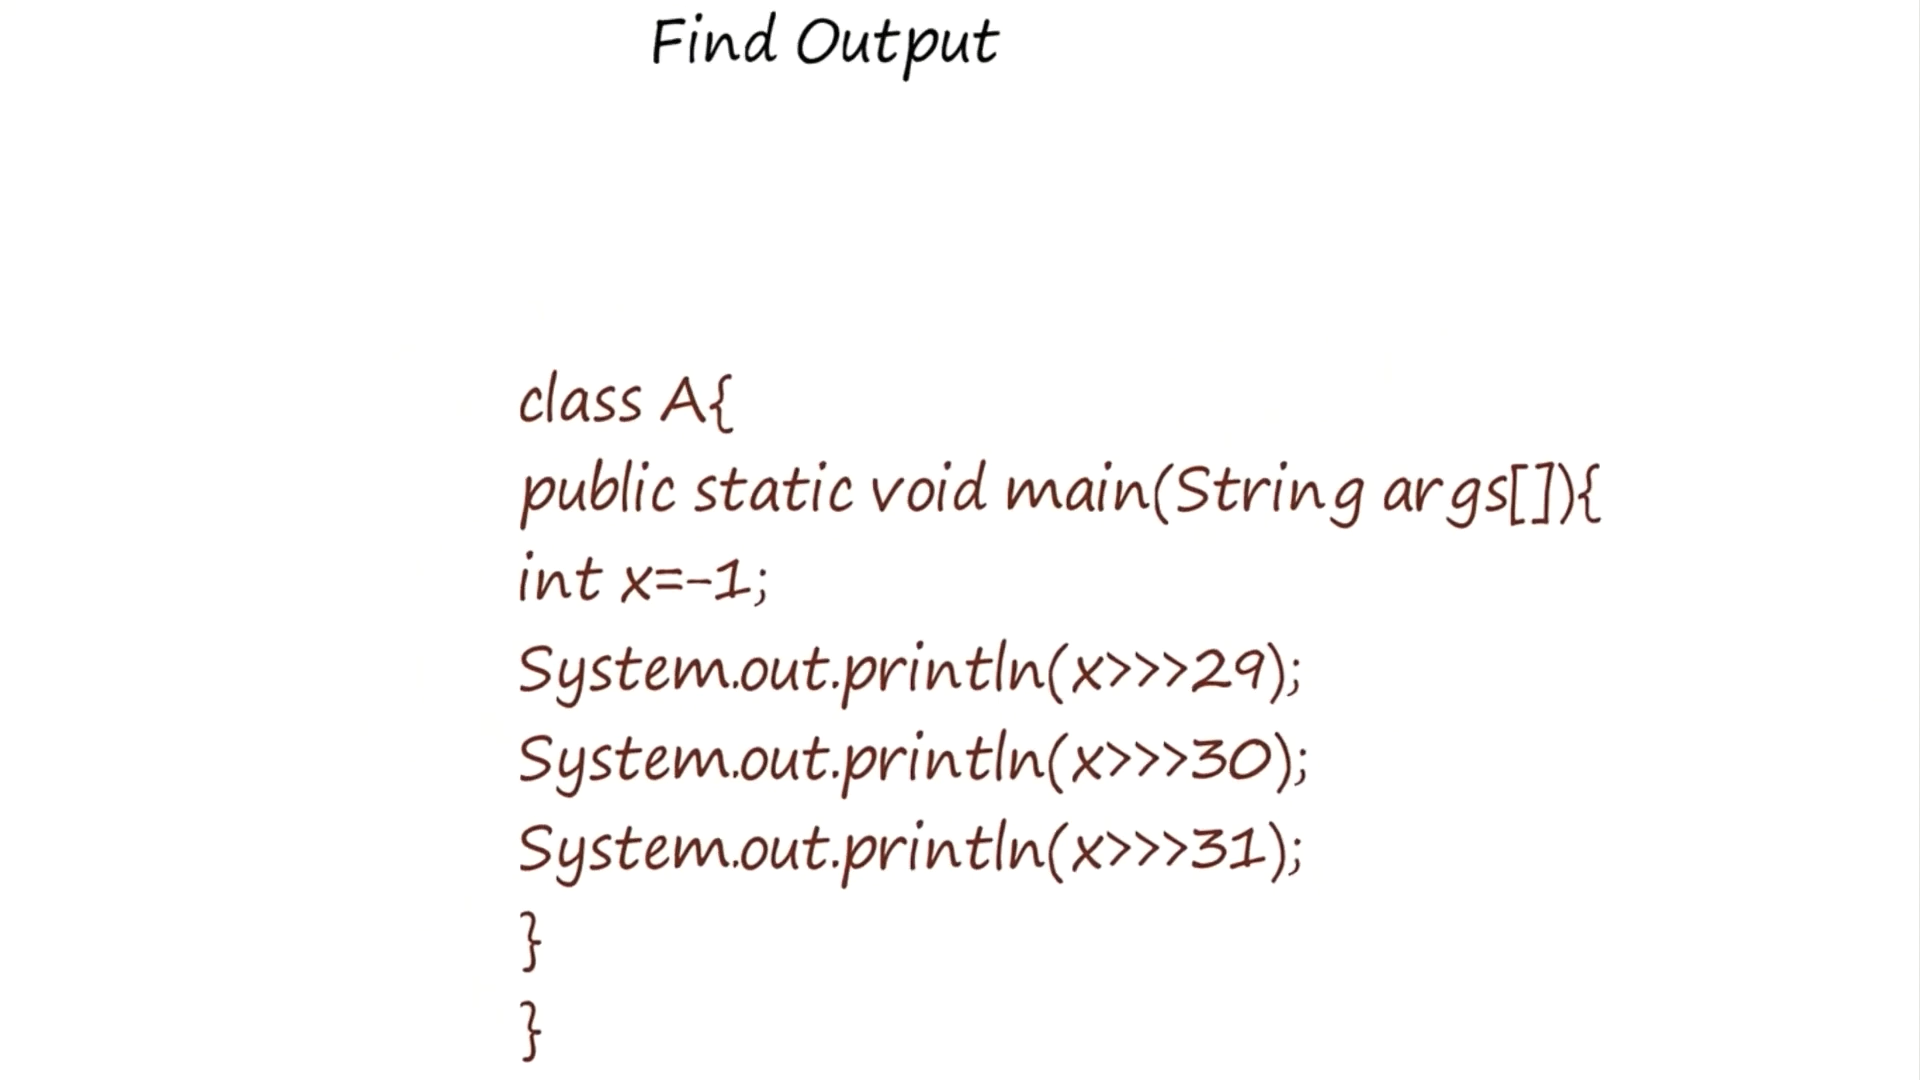 Find Output
class A{
public static void main(String args[]){
int x=-1;
System.out.println(x>>>29);
System.out.println(x>>>30);
System.out.println(x>>>31);
}
}